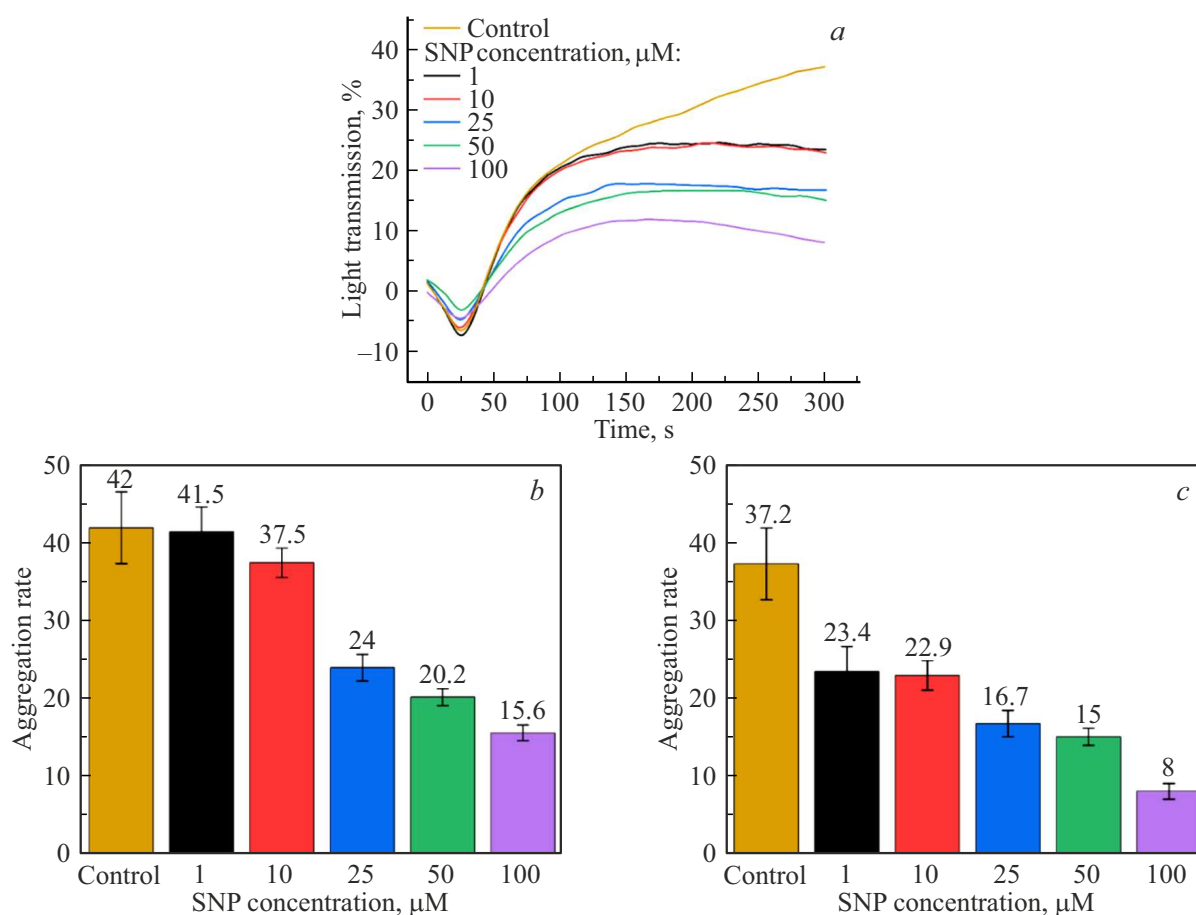 a
Control
SNP concentration, μM:
1
10
25
50
100
Light transmission, %
40
30
20
10
0
–10
0 50 100 150 200 250 300
Time, s
b
Aggregation rate
50
40
30
20
10
0
42
41.5
37.5
24
20.2
15.6
Control 1 10 25 50 100
SNP concentration, μM
c
Aggregation rate
50
40
30
20
10
0
37.2
23.4
22.9
16.7
15
8
Control 1 10 25 50 100
SNP concentration, μM